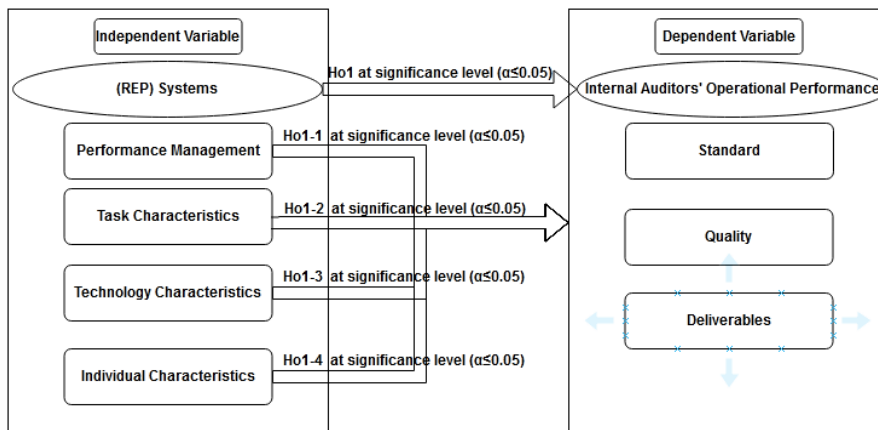 Independent Variable
Dependent Variable
(REP) Systems
Ho1 at significance level (α≤0.05)
Internal Auditors' Operational Performance
Performance Management
Ho1-1 at significance level (α≤0.05)
Standard
Task Characteristics
Ho1-2 at significance level (α≤0.05)
Quality
Technology Characteristics
Ho1-3 at significance level (α≤0.05)
Deliverables
Individual Characteristics
Ho1-4 at significance level (α≤0.05)